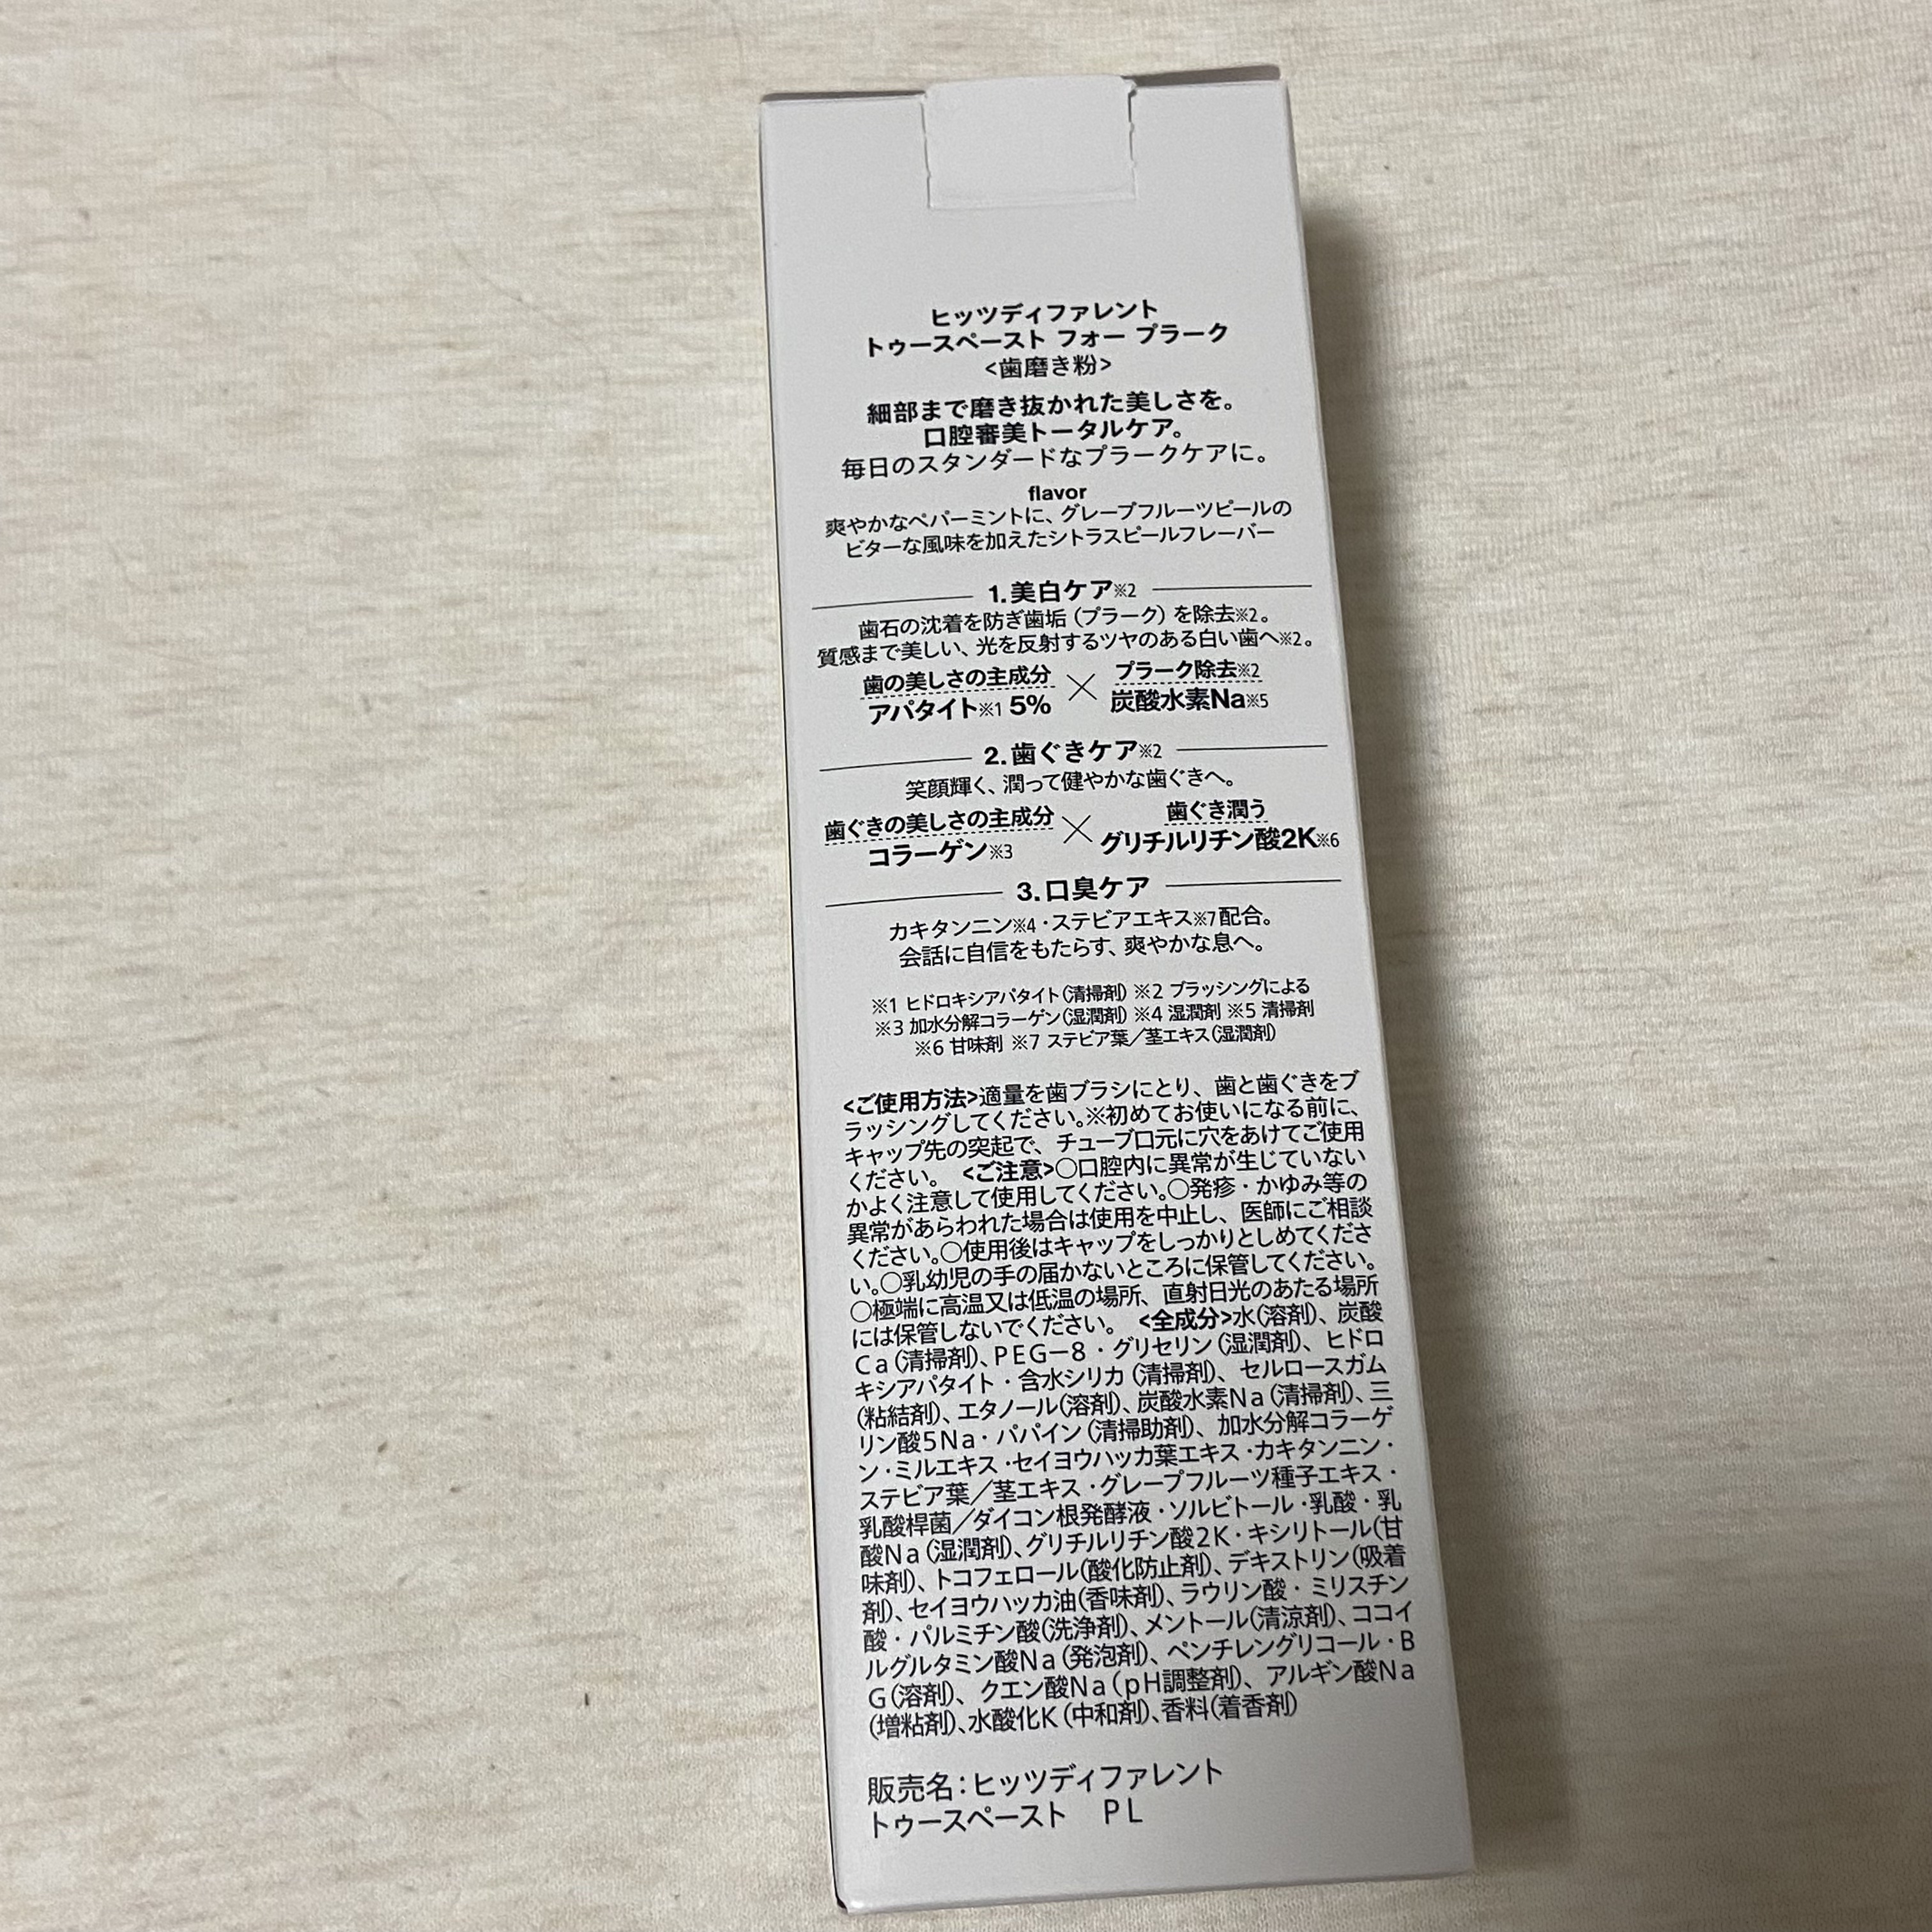 ヒッツディファレント
トゥースペースト フォー プラーク
<歯磨き粉>
細部まで磨き抜かれた美しさを。
口腔審美トータルケア。
毎日のスタンダードなプラークケアに。
flavor
爽やかなペパーミントに、グレープフルーツピールの
ビターな風味を加えたシトラスピールフレーバー
1.美白ケア※2
歯石の沈着を防ぎ歯垢（プラーク）を除去※2。
質感まで美しい、光を反射するツヤのある白い歯へ※2。
歯の美しさの主成分 × プラーク除去※2
アパタイト※1 5% 炭酸水素Na※5
2.歯ぐきケア※2
笑顔輝く、潤って健やかな歯ぐきへ。
歯ぐきの美しさの主成分 × 歯ぐき潤う
コラーゲン※3 グリチルリチン酸2K※6
3.口臭ケア
カキタンニン※4・ステビアエキス※7配合。
会話に自信をもたらす、爽やかな息へ。
※1 ヒドロキシアパタイト（清掃剤） ※2 ブラッシングによる
※3 加水分解コラーゲン（湿潤剤） ※4 湿潤剤 ※5 清掃剤
※6 甘味剤 ※7 ステビア葉／茎エキス（湿潤剤）
<ご使用方法>適量を歯ブラシにとり、歯と歯ぐきをブ
ラッシングしてください。※初めてお使いになる前に、
キャップ先の突起で、チューブ口元に穴をあけてご使用
ください。 <ご注意>○口腔内に異常が生じていない
かよく注意して使用してください。○発疹・かゆみ等の
異常があらわれた場合は使用を中止し、医師にご相談
ください。○使用後はキャップをしっかりとしめてくださ
い。○乳幼児の手の届かないところに保管してください。
○極端に高温又は低温の場所、直射日光のあたる場所
には保管しないでください。 <全成分>水（溶剤）、炭酸
Ca（清掃剤）、PEG－8・グリセリン（湿潤剤）、ヒドロ
キシアパタイト・含水シリカ（清掃剤）、セルロースガム
（粘結剤）、エタノール（溶剤）、炭酸水素Na（清掃剤）、三
リン酸5Na・パパイン（清掃助剤）、加水分解コラーゲ
ン・ミルエキス・セイヨウハッカ葉エキス・カキタンニン・
ステビア葉／茎エキス・グレープフルーツ種子エキス・
乳酸桿菌／ダイコン根発酵液・ソルビトール・乳酸・乳
酸Na（湿潤剤）、グリチルリチン酸2K・キシリトール（甘
味剤）、トコフェロール（酸化防止剤）、デキストリン（吸着
剤）、セイヨウハッカ油（香味剤）、ラウリン酸・ミリスチン
酸・パルミチン酸（洗浄剤）、メントール（清涼剤）、ココイ
ルグルタミン酸Na（発泡剤）、ペンチレングリコール・B
G（溶剤）、クエン酸Na（pH調整剤）、アルギン酸Na
（増粘剤）、水酸化K（中和剤）、香料（着香剤）
販売名：ヒッツディファレント
トゥースペースト PL